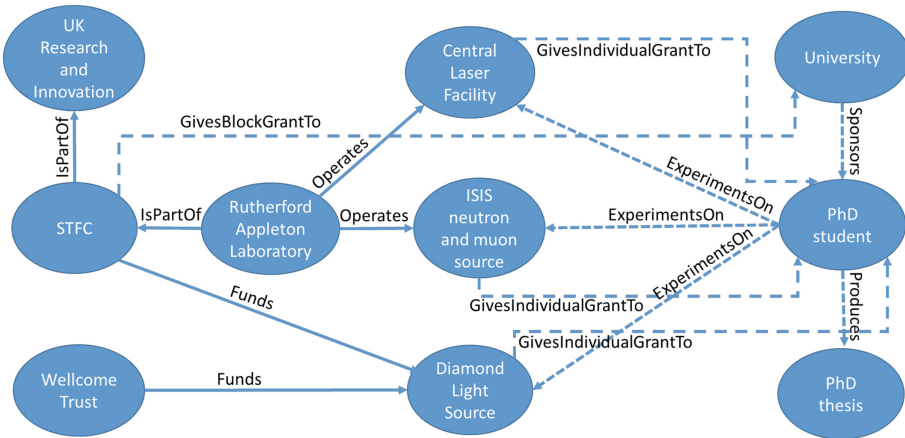 UK
Research
and
Innovation
Central
Laser
Facility
GivesIndividualGrantTo
University
IsPartOf
GivesBlockGrantTo
Operates
Sponsors
ExperimentsOn
STFC
IsPartOf
Rutherford
Appleton
Laboratory
Operates
ISIS
neutron
and muon
source
ExperimentsOn
PhD
student
ExperimentsOn
Funds
GivesIndividualGrantTo
Produces
GivesIndividualGrantTo
Wellcome
Trust
Funds
Diamond
Light
Source
PhD
thesis